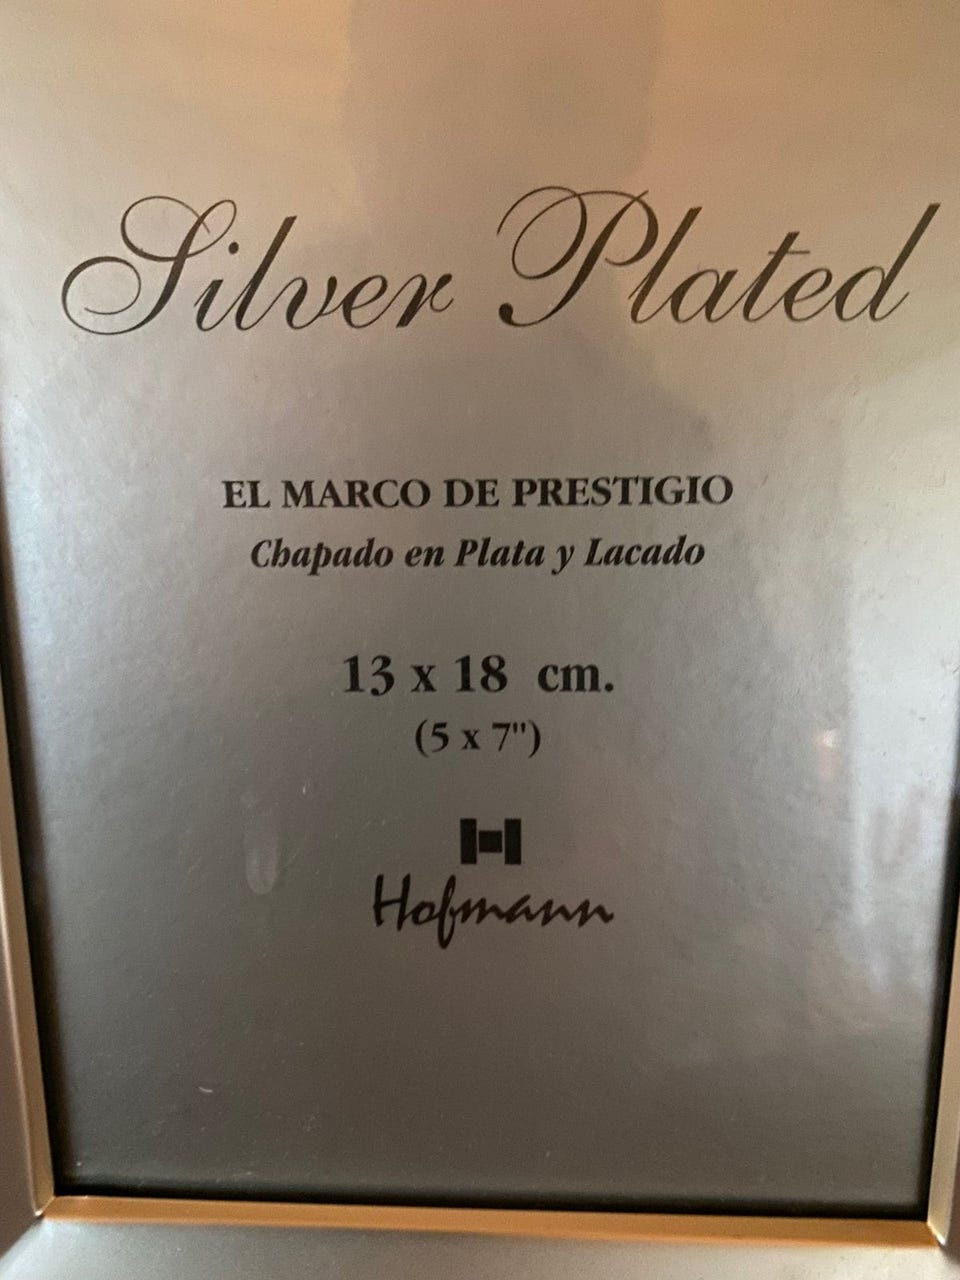 Silver Plated
EL MARCO DE PRESTIGIO
Chapado en Plata y Lacado
13 x 18 cm.
(5 x 7")
Hofmann